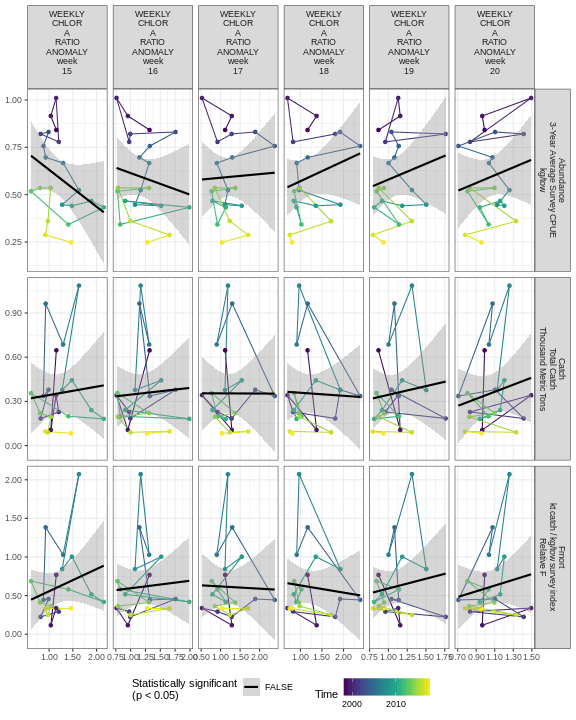 WEEKLY
CHLOR
A
RATIO
ANOMALY
week
15
WEEKLY
CHLOR
A
RATIO
ANOMALY
week
16
WEEKLY
CHLOR
A
RATIO
ANOMALY
week
17
WEEKLY
CHLOR
A
RATIO
ANOMALY
week
18
WEEKLY
CHLOR
A
RATIO
ANOMALY
week
19
WEEKLY
CHLOR
A
RATIO
ANOMALY
week
20
1.00
0.75
0.50
0.25
Abundance
3-Year Average Survey CPUE
kg/tow
0.90
0.60
0.30
0.00
Catch
Total Catch
Thousand Metric Tons
2.00
1.50
1.00
0.50
0.00
Fmort
kt catch / kg/tow survey index
Relative F
1.00 1.50 2.00
0.75 1.00 1.25 1.50 1.75 2.00
0.50 1.00 1.50 2.00
1.00 1.50 2.00
0.75 1.00 1.25 1.50 1.75
0.70 0.90 1.10 1.30 1.50
Statistically significant
(p < 0.05)
FALSE
Time
2000 2010